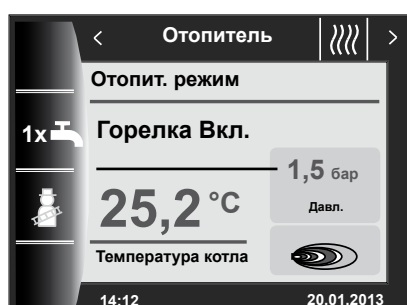 < Отопитель >
Отопит. режим
1x
Горелка Вкл.
1,5 бар
25,2 °C
Давл.
Температура котла
14:12 20.01.2013